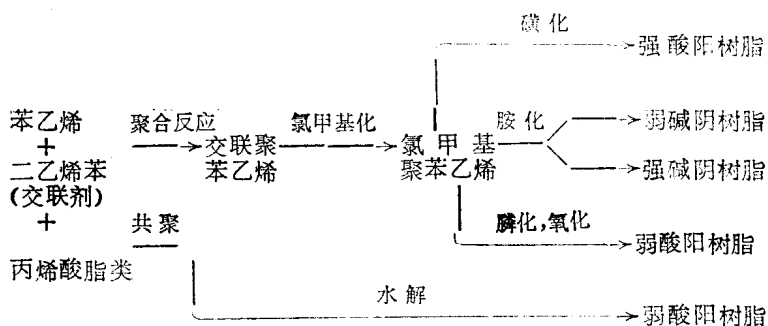 磺化
强酸阳树脂
苯乙烯
+
二乙烯苯
(交联剂)
+
丙烯酸脂类
聚合反应
交联聚
苯乙烯
氯甲基化
氯甲基
聚苯乙烯
胺化
弱碱阴树脂
强碱阴树脂
膦化,氧化
弱酸阳树脂
共聚
水解
弱酸阳树脂